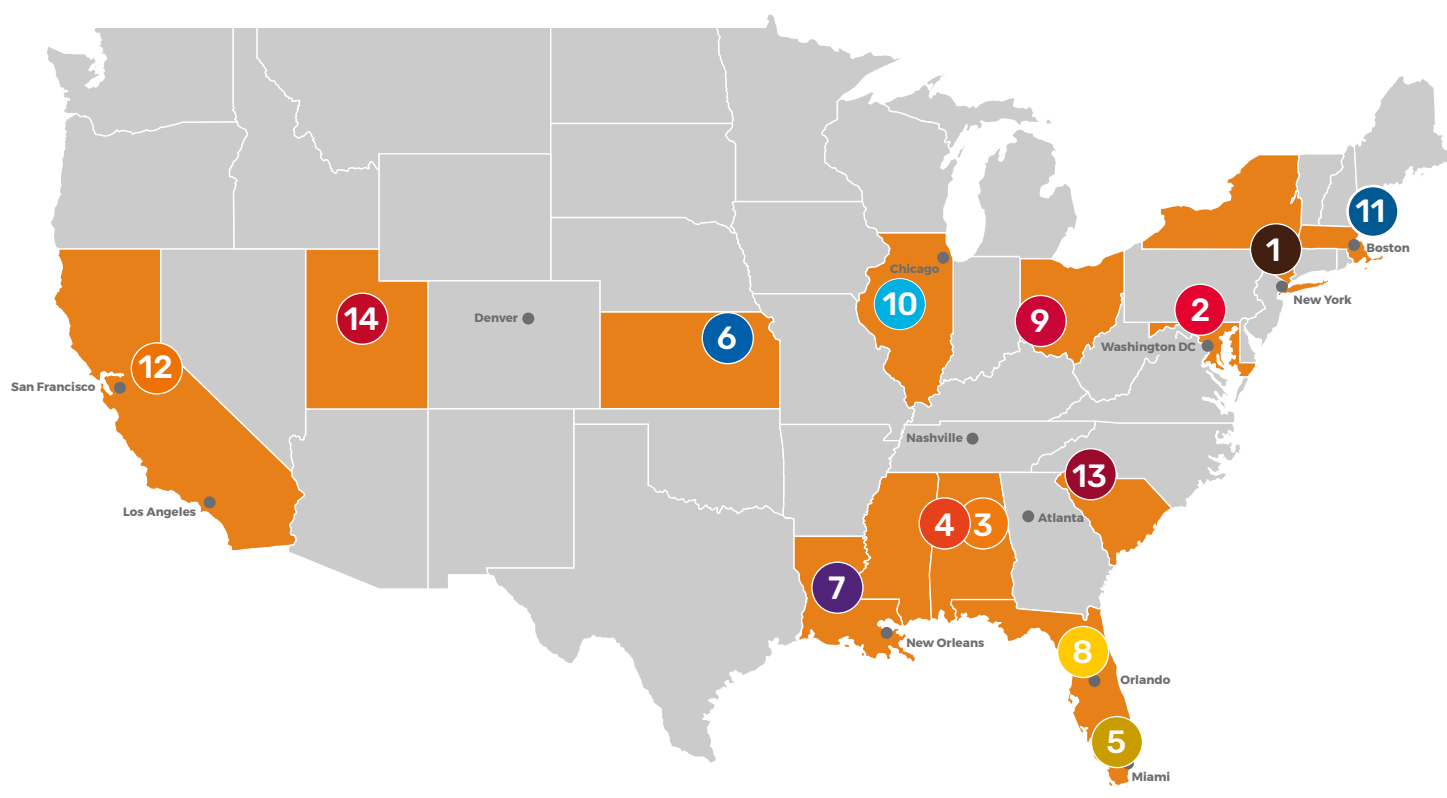 11
1
Boston
Chicago
10
New York
14
Denver
6
9
2
Washington DC
12
San Francisco
Nashville
13
Los Angeles
4
3
Atlanta
7
New Orleans
8
Orlando
5
Miami